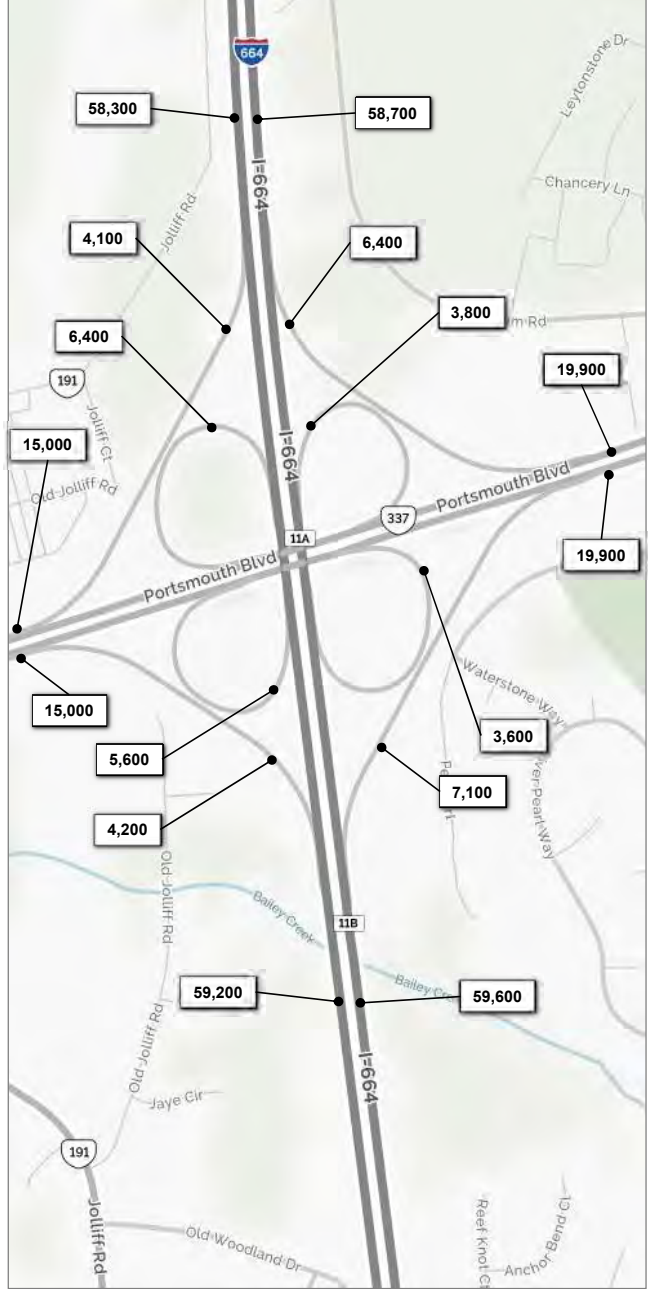 664
Leytonstone Dr
58,300
58,700
I-664
Chancery Ln
Jolliff Rd
4,100
6,400
3,800
6,400
m Rd
19,900
191
Jolliff Ct
15,000
I-664
Old Jolliff Rd
Portsmouth Blvd
337
11A
19,900
Portsmouth Blvd
15,000
Waterstone Way
3,600
5,600
7,100
4,200
Old Jolliff Rd
Bailey Creek
11B
59,200
Bailey
59,600
Old Jolliff Rd
I-664
Jaye Cir
191
Jolliff Rd
Old Woodland Dr
Reef Knot Ct
Anchor Bend Ct